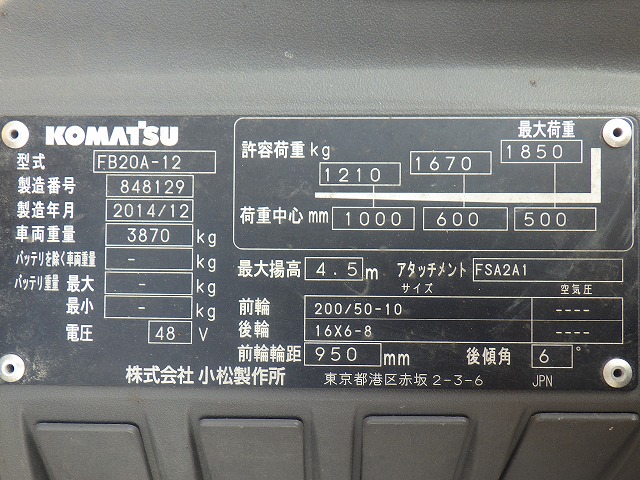 KOMATSU
型式 FB20A-12
製造番号 848129
製造年月 2014/12
車両重量 3870 kg
バッテリを除く車両重量 - kg
バッテリ重量 最大 - kg
最小 - kg
電圧 48 V
最大荷重
許容荷重 kg 1210 1670 1850
荷重中心 mm 1000 600 500
最大揚高 4.5 m アタッチメント FSA2A1
サイズ 空気圧
前輪 200/50-10 ----
後輪 16X6-8 ----
前輪輪距 950 mm 後傾角 6°
株式会社 小松製作所 東京都港区赤坂 2-3-6 JPN